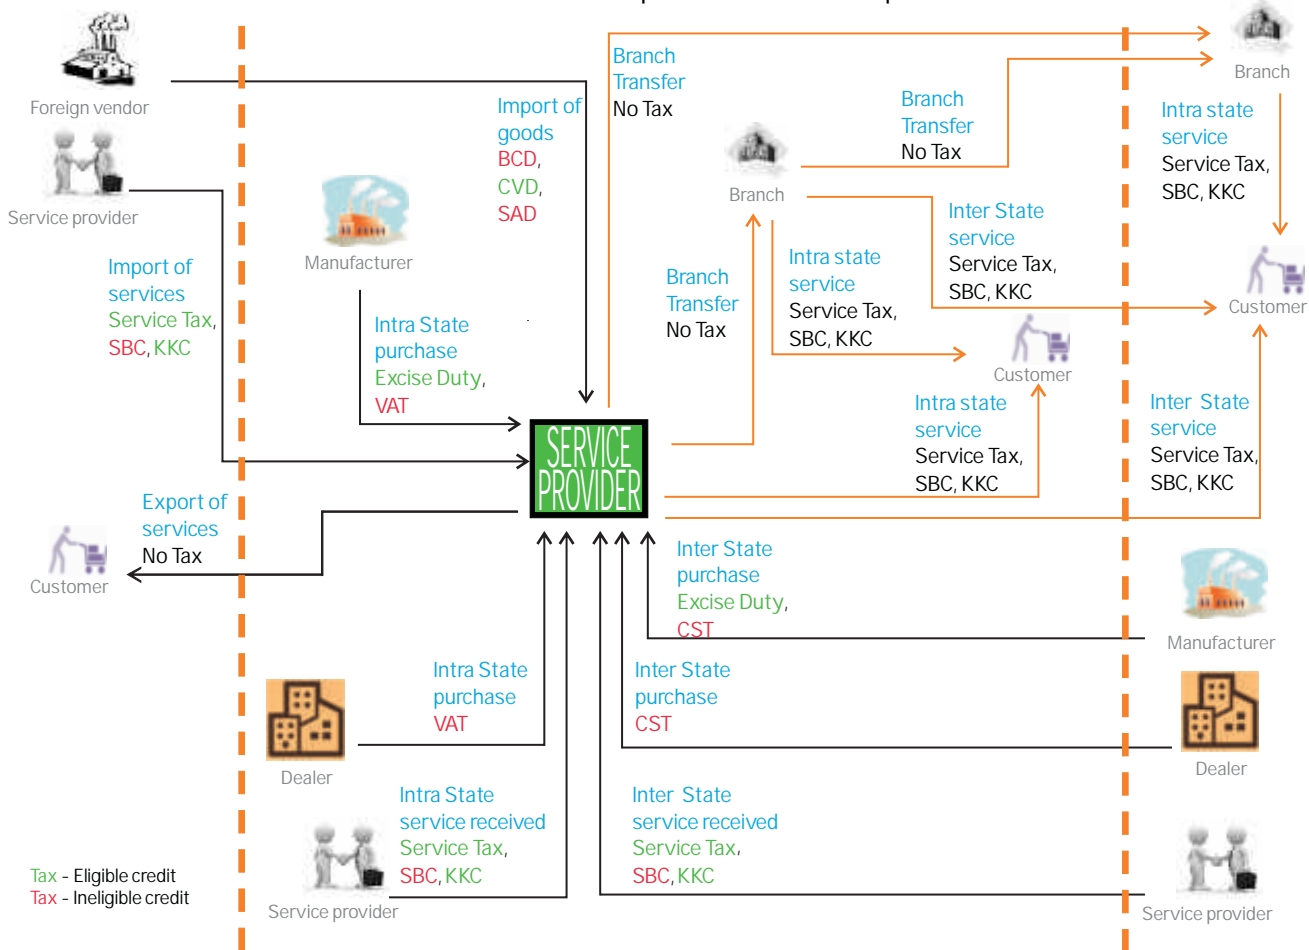 Foreign vendor
Service provider
Import of
services
Service Tax,
SBC, KKC
Manufacturer
Intra State
purchase
Excise Duty,
VAT
Import of
goods
BCD,
CVD,
SAD
Branch
Transfer
No Tax
Branch
Transfer
No Tax
Branch
Branch
Transfer
No Tax
Branch
Intra state
service
Service Tax,
SBC, KKC
Inter State
service
Service Tax,
SBC, KKC
Intra state
service
Service Tax,
SBC, KKC
Customer
Customer
Intra state
service
Service Tax,
SBC, KKC
Inter State
service
Service Tax,
SBC, KKC
SERVICE
PROVIDER
Export of
services
No Tax
Customer
Inter State
purchase
Excise Duty,
CST
Manufacturer
Intra State
purchase
VAT
Dealer
Inter State
purchase
CST
Dealer
Intra State
service received
Service Tax,
SBC, KKC
Service provider
Inter State
service received
Service Tax,
SBC, KKC
Service provider
Tax - Eligible credit
Tax - Ineligible credit